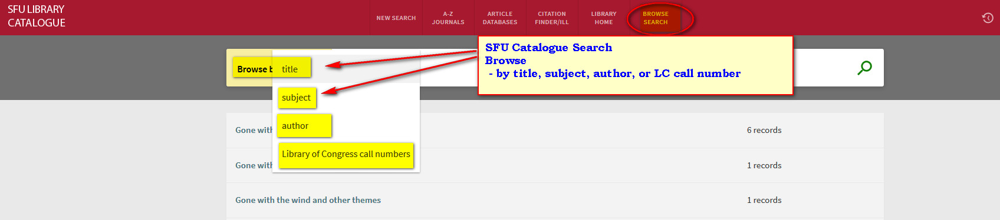 SFU LIBRARY
CATALOGUE
NEW SEARCH
A-Z
JOURNALS
ARTICLE
DATABASES
CITATION
FINDER/ILL
LIBRARY
HOME
BROWSE
SEARCH
SFU Catalogue Search
Browse
- by title, subject, author, or LC call number
Browse b title
subject
author
Library of Congress call numbers
Gone with 6 records
Gone with 1 records
Gone with the wind and other themes 1 records